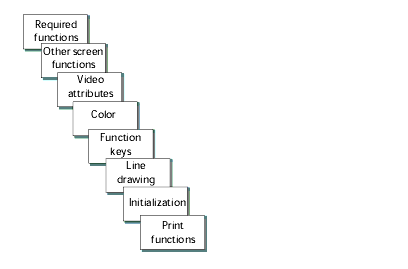 Required
functions
Other screen
functions
Video
attributes
Color
Function
keys
Line
drawing
Initialization
Print
functions